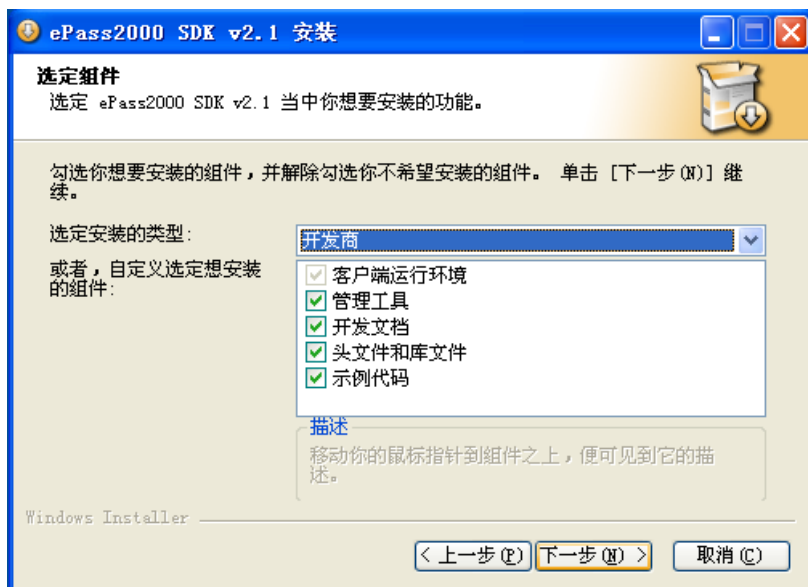 ePass2000 SDK v2.1 安装
选定组件
选定 ePass2000 SDK v2.1 当中你想要安装的功能。
勾选你想要安装的组件，并解除勾选你不希望安装的组件。 单击 [下一步(N)] 继
续。
选定安装的类型:
开发商
或者，自定义选定想安装
的组件:
客户端运行环境
管理工具
开发文档
头文件和库文件
示例代码
描述
移动你的鼠标指针到组件之上，便可见到它的描
述。
Windows Installer
< 上一步(P)
下一步(N) >
取消(C)